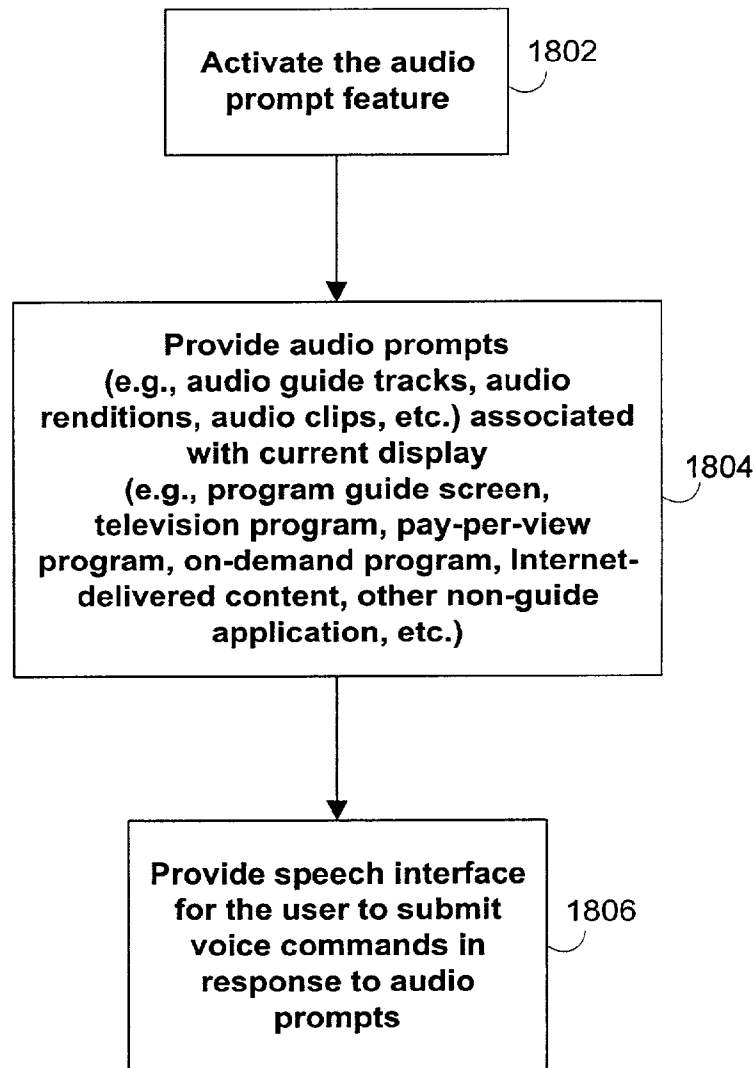 Activate the audio
prompt feature
1802
Provide audio prompts
(e.g., audio guide tracks, audio
renditions, audio clips, etc.) associated
with current display
(e.g., program guide screen,
television program, pay-per-view
program, on-demand program, Internet-
delivered content, other non-guide
application, etc.)
1804
Provide speech interface
for the user to submit
voice commands in
response to audio
prompts
1806